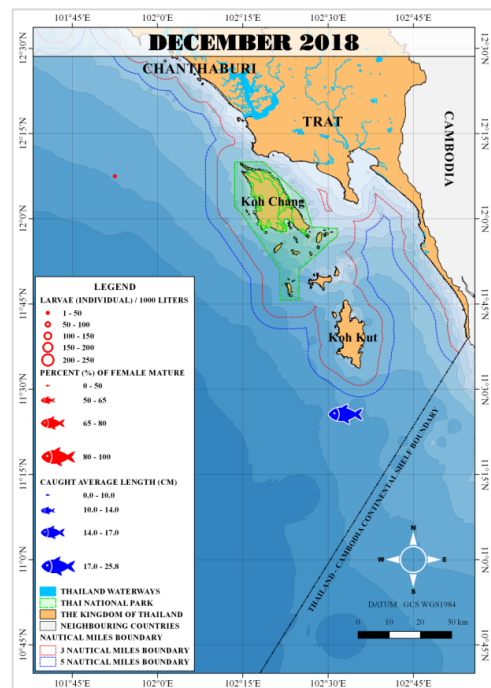 101°45'E 102°0'E 102°15'E 102°30'E 102°45'E
DECEMBER 2018
12°30'N 12°30'N
CHANTHABURI
TRAT
CAMBODIA
12°15'N 12°15'N
Koh Chang
12°0'N 12°0'N
11°45'N 11°45'N
Koh Kut
11°30'N 11°30'N
11°15'N 11°15'N
11°0'N 11°0'N
10°45'N 10°45'N
THAILAND - CAMBODIA CONTINENTAL SHELF BOUNDARY
LEGEND
LARVAE (INDIVIDUAL) / 1000 LITERS
1 - 50
50 - 100
100 - 150
150 - 200
200 - 250
PERCENT (%) OF FEMALE MATURE
0 - 50
50 - 65
65 - 80
80 - 100
CAUGHT AVERAGE LENGTH (CM)
0.0 - 10.0
10.0 - 14.0
14.0 - 17.0
17.0 - 25.8
THAILAND WATERWAYS
THAI NATIONAL PARK
THE KINGDOM OF THAILAND
NEIGHBOURING COUNTRIES
NAUTICAL MILES BOUNDARY
3 NAUTICAL MILES BOUNDARY
5 NAUTICAL MILES BOUNDARY
N
W E
S
DATUM GCS WGS1984
0 10 20 30 km
101°45'E 102°0'E 102°15'E 102°30'E 102°45'E